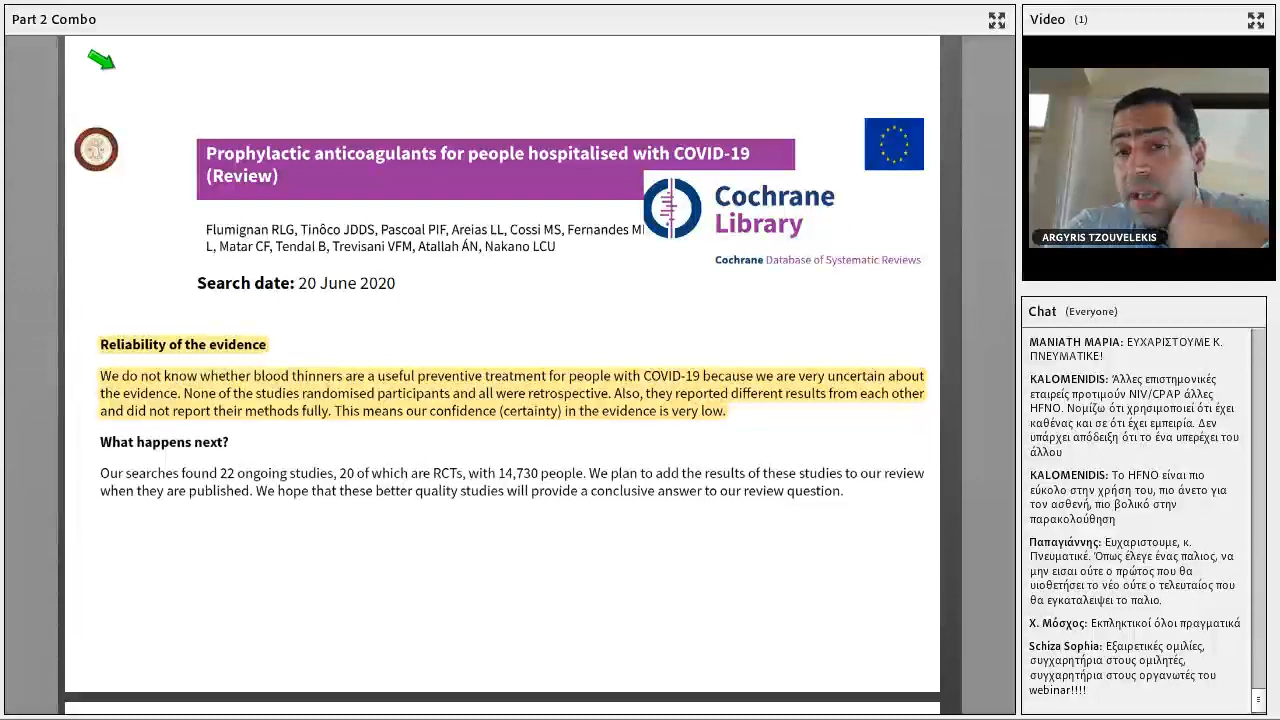 Part 2 Combo
Prophylactic anticoagulants for people hospitalised with COVID-19
(Review)
Cochrane
Library
Flumignan RLG, Tinôco JDDS, Pascoal PIF, Areias LL, Cossi MS, Fernandes
L, Matar CF, Tendal B, Trevisani VFM, Atallah ÁN, Nakano LCU
Cochrane Database of Systematic Reviews
Search date: 20 June 2020
Reliability of the evidence
We do not know whether blood thinners are a useful preventive treatment for people with COVID-19 because we are very uncertain about
the evidence. None of the studies randomised participants and all were retrospective. Also, they reported different results from each other
and did not report their methods fully. This means our confidence (certainty) in the evidence is very low.
What happens next?
Our searches found 22 ongoing studies, 20 of which are RCTs, with 14,730 people. We plan to add the results of these studies to our review
when they are published. We hope that these better quality studies will provide a conclusive answer to our review question.
Video (1)
ARGYRIS TZOUVELEKIS
Chat (Everyone)
ΜΑΝΙΑΤΗ ΜΑΡΙΑ: ΕΥΧΑΡΙΣΤΟΥΜΕ Κ.
ΠΝΕΥΜΑΤΙΚΕ!
KALOMENIDIS: Άλλες επιστημονικές
εταιρείς προτιμούν NIV/CPAP άλλες
HFNO. Νομίζω ότι χρησιμοποιεί ότι έχει
καθένας και σε ότι έχει εμπειρία. Δεν
υπάρχει απόδειξη ότι το ένα υπερέχει του
άλλου
KALOMENIDIS: Το HFNO είναι πιο
εύκολο στην χρήση του, πιο άνετο για
τον ασθενή, πιο βολικό στην
παρακολούθηση
Παπαγιάννης: Ευχαριστουμε, κ.
Πνευματικέ. Όπως έλεγε ένας παλιος, να
μην εισαι ούτε ο πρώτος που θα
υιοθετήσει το νέο ούτε ο τελευταίος που
θα εγκαταλειψει το παλιο.
Χ. Μόσχος: Εκπληκτικοί όλοι πραγματικά
Schiza Sophia: Εξαιρετικές ομιλίες,
συγχαρητήρια στους ομιλητές,
συγχαρητήρια στους οργανωτές του
webinar!!!!